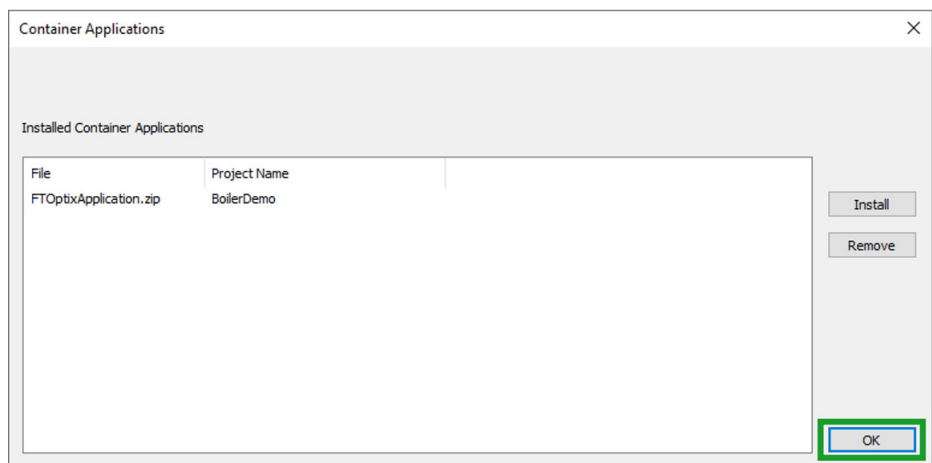 Container Applications
Installed Container Applications
File Project Name
FTOptixApplication.zip BoilerDemo
Install
Remove
OK